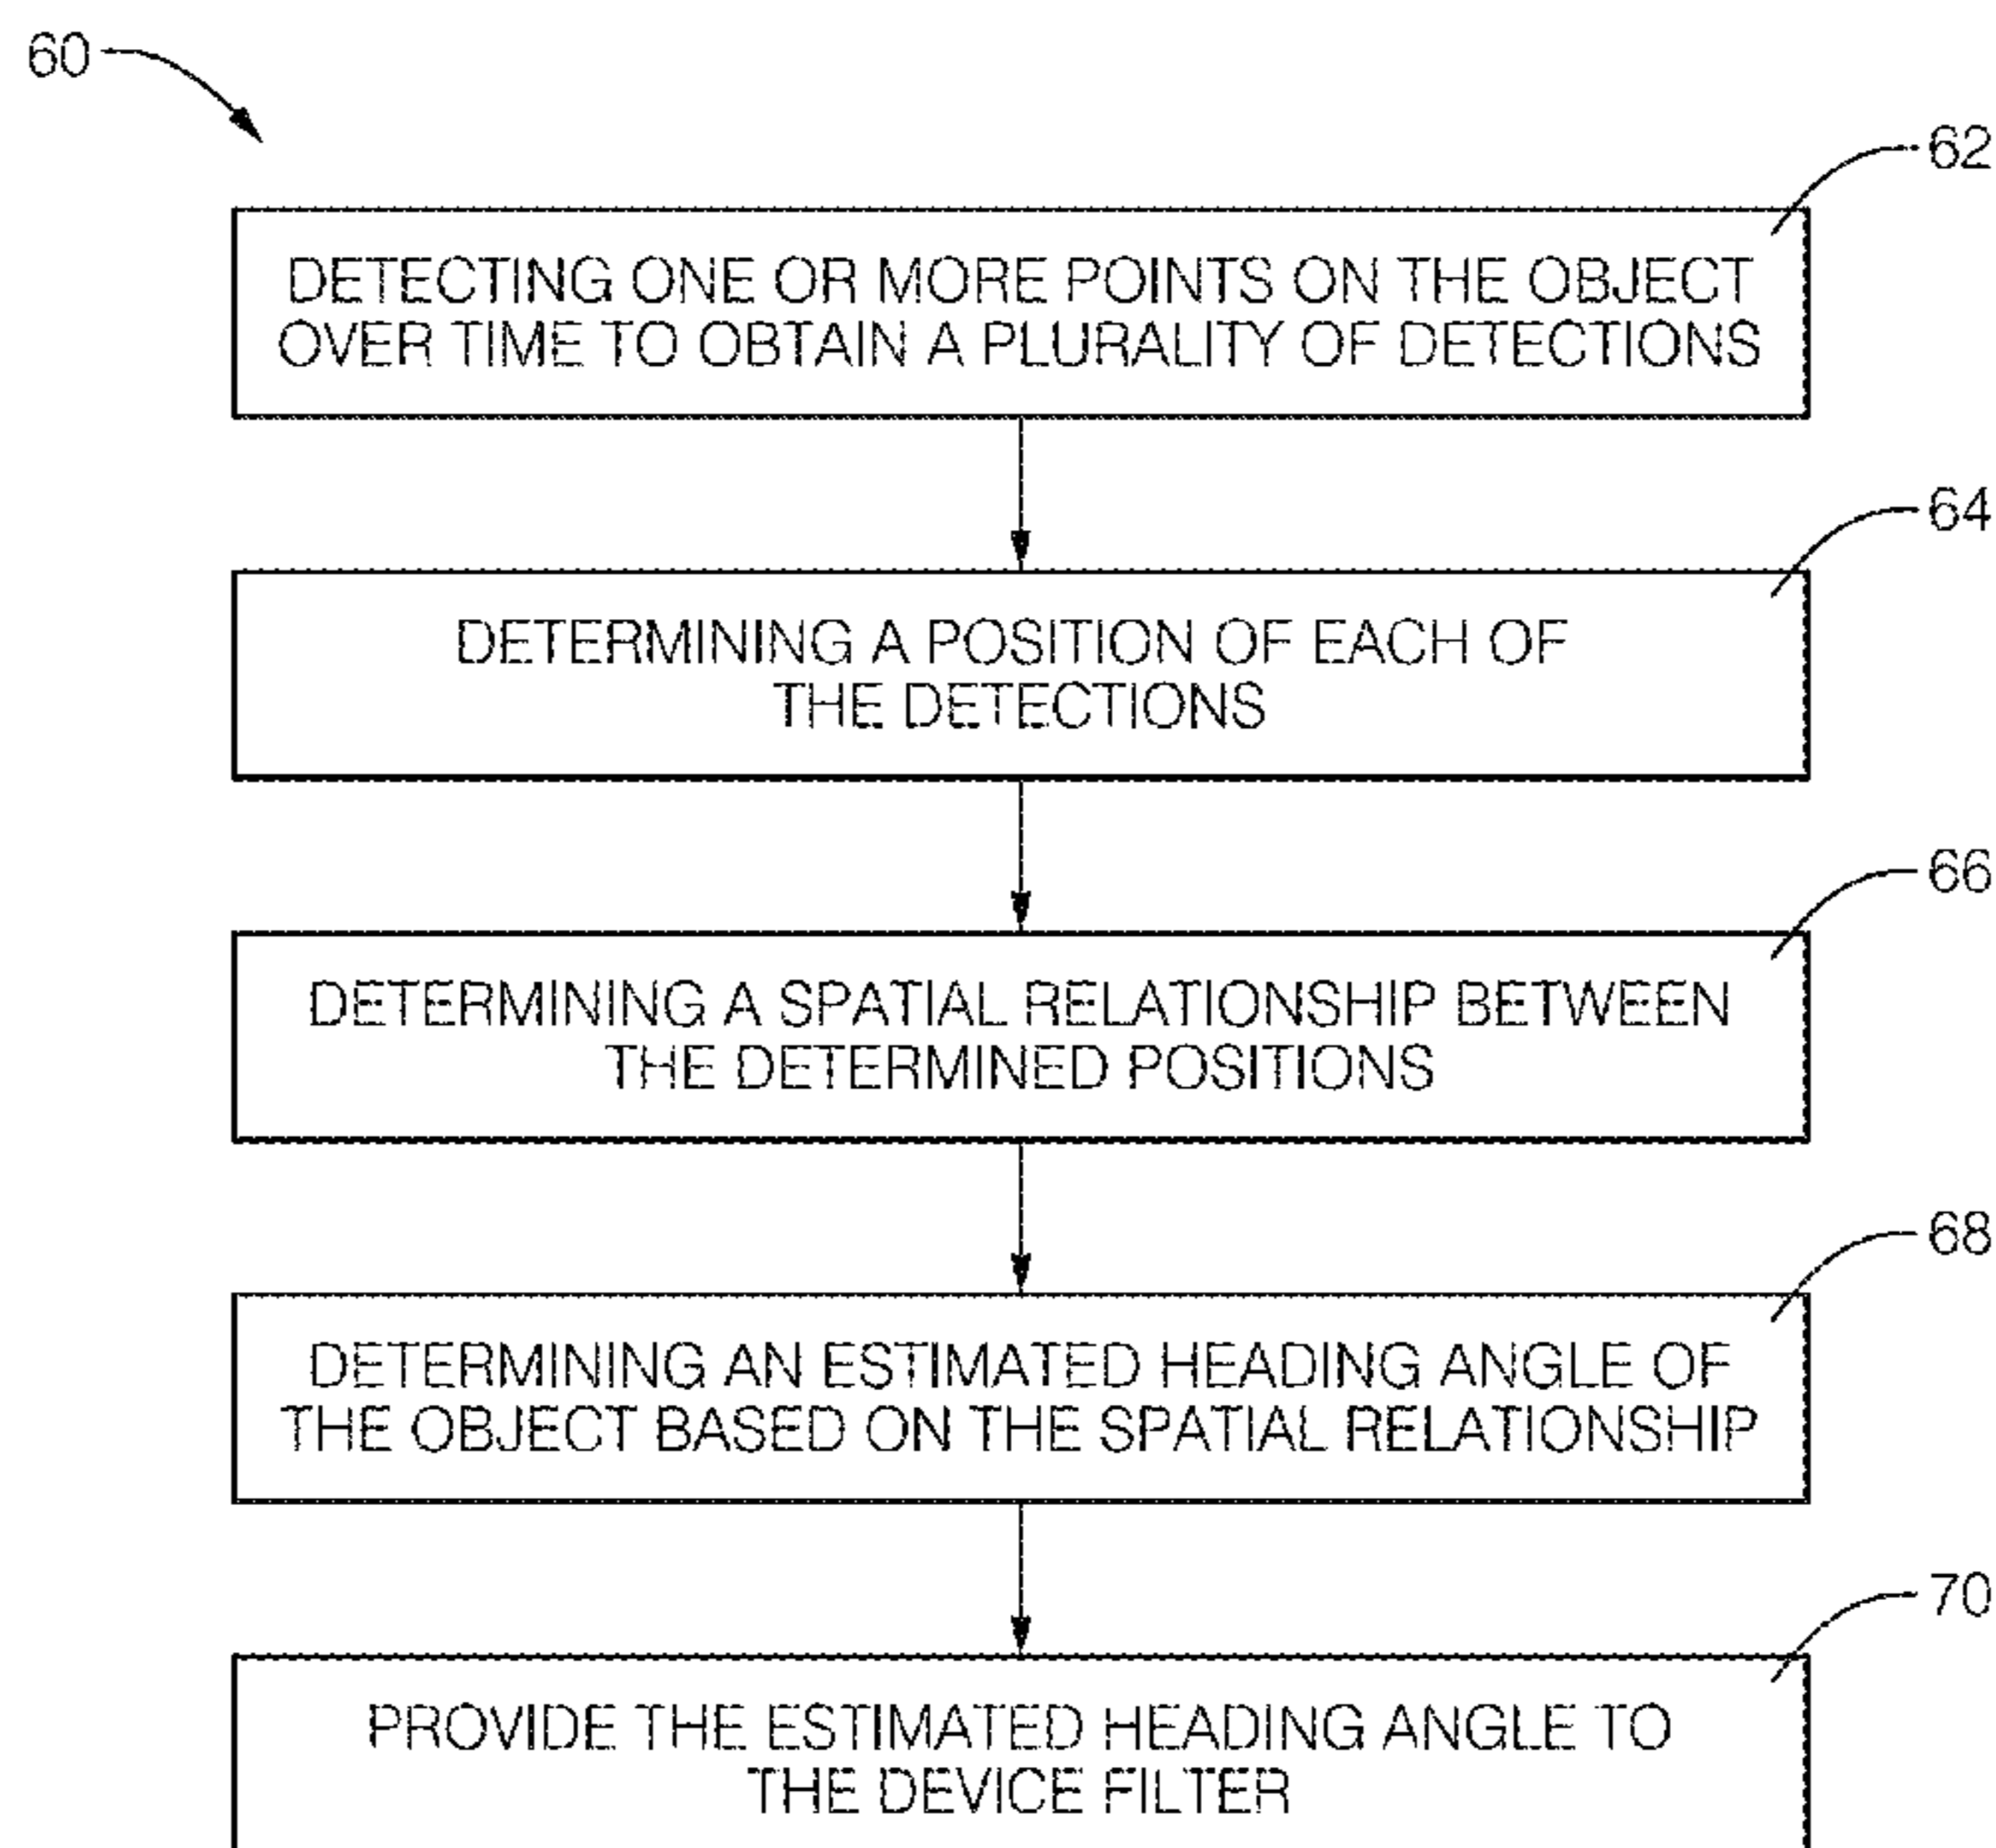 60
62
DETECTING ONE OR MORE POINTS ON THE OBJECT
OVER TIME TO OBTAIN A PLURALITY OF DETECTIONS
64
DETERMINING A POSITION OF EACH OF
THE DETECTIONS
66
DETERMINING A SPATIAL RELATIONSHIP BETWEEN
THE DETERMINED POSITIONS
68
DETERMINING AN ESTIMATED HEADING ANGLE OF
THE OBJECT BASED ON THE SPATIAL RELATIONSHIP
70
PROVIDE THE ESTIMATED HEADING ANGLE TO
THE DEVICE FILTER